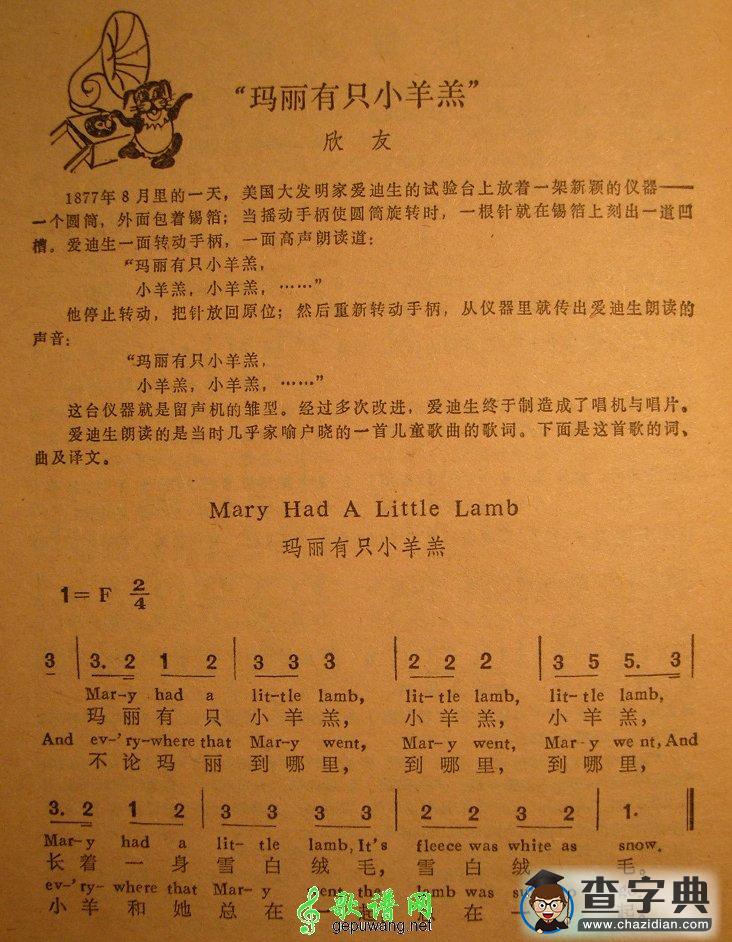 “玛丽有只小羊羔”
欣友
1877年8月里的一天，美国大发明家爱迪生的试验台上放着一架新颖的仪器——
一个圆筒，外面包着锡箔；当摇动手柄使圆筒旋转时，一根针就在锡箔上刻出一道凹
槽。爱迪生一面转动手柄，一面高声朗读道：
“玛丽有只小羊羔，
小羊羔，小羊羔，……”
他停止转动，把针放回原位；然后重新转动手柄，从仪器里就传出爱迪生朗读的
声音：
“玛丽有只小羊羔，
小羊羔，小羊羔，……”
这台仪器就是留声机的雏型。经过多次改进，爱迪生终于制造成了唱机与唱片。
爱迪生朗读的是当时几乎家喻户晓的一首儿童歌曲的歌词。下面是这首歌的词、
曲及译文。
Mary Had A Little Lamb
玛丽有只小羊羔
1=F 2/4
3 | 3. 2 1 2 | 3 3 3 | 2 2 2 | 3 5 5. 3 |
Mar-y had a lit-tle lamb, lit-tle lamb, lit-tle lamb,
玛丽有只小羊羔，小羊羔，小羊羔，
And ev-'ry-where that Mar-y went, Mar-y went, Mar-y went, And
不论玛丽到哪里，到哪里，到哪里，
3. 2 1 2 | 3 3 3 3 | 2 2 3 2 | 1. ‖
Mar-y had a lit-tle lamb, It's fleece was white as snow.
长着一身雪白绒毛，雪白绒毛。
ev-'ry-where that Mar-y ent, the lamb was su
小羊和她总在一 在一
歌谱网
gepuwang.net
查字典
www.chazidian.com